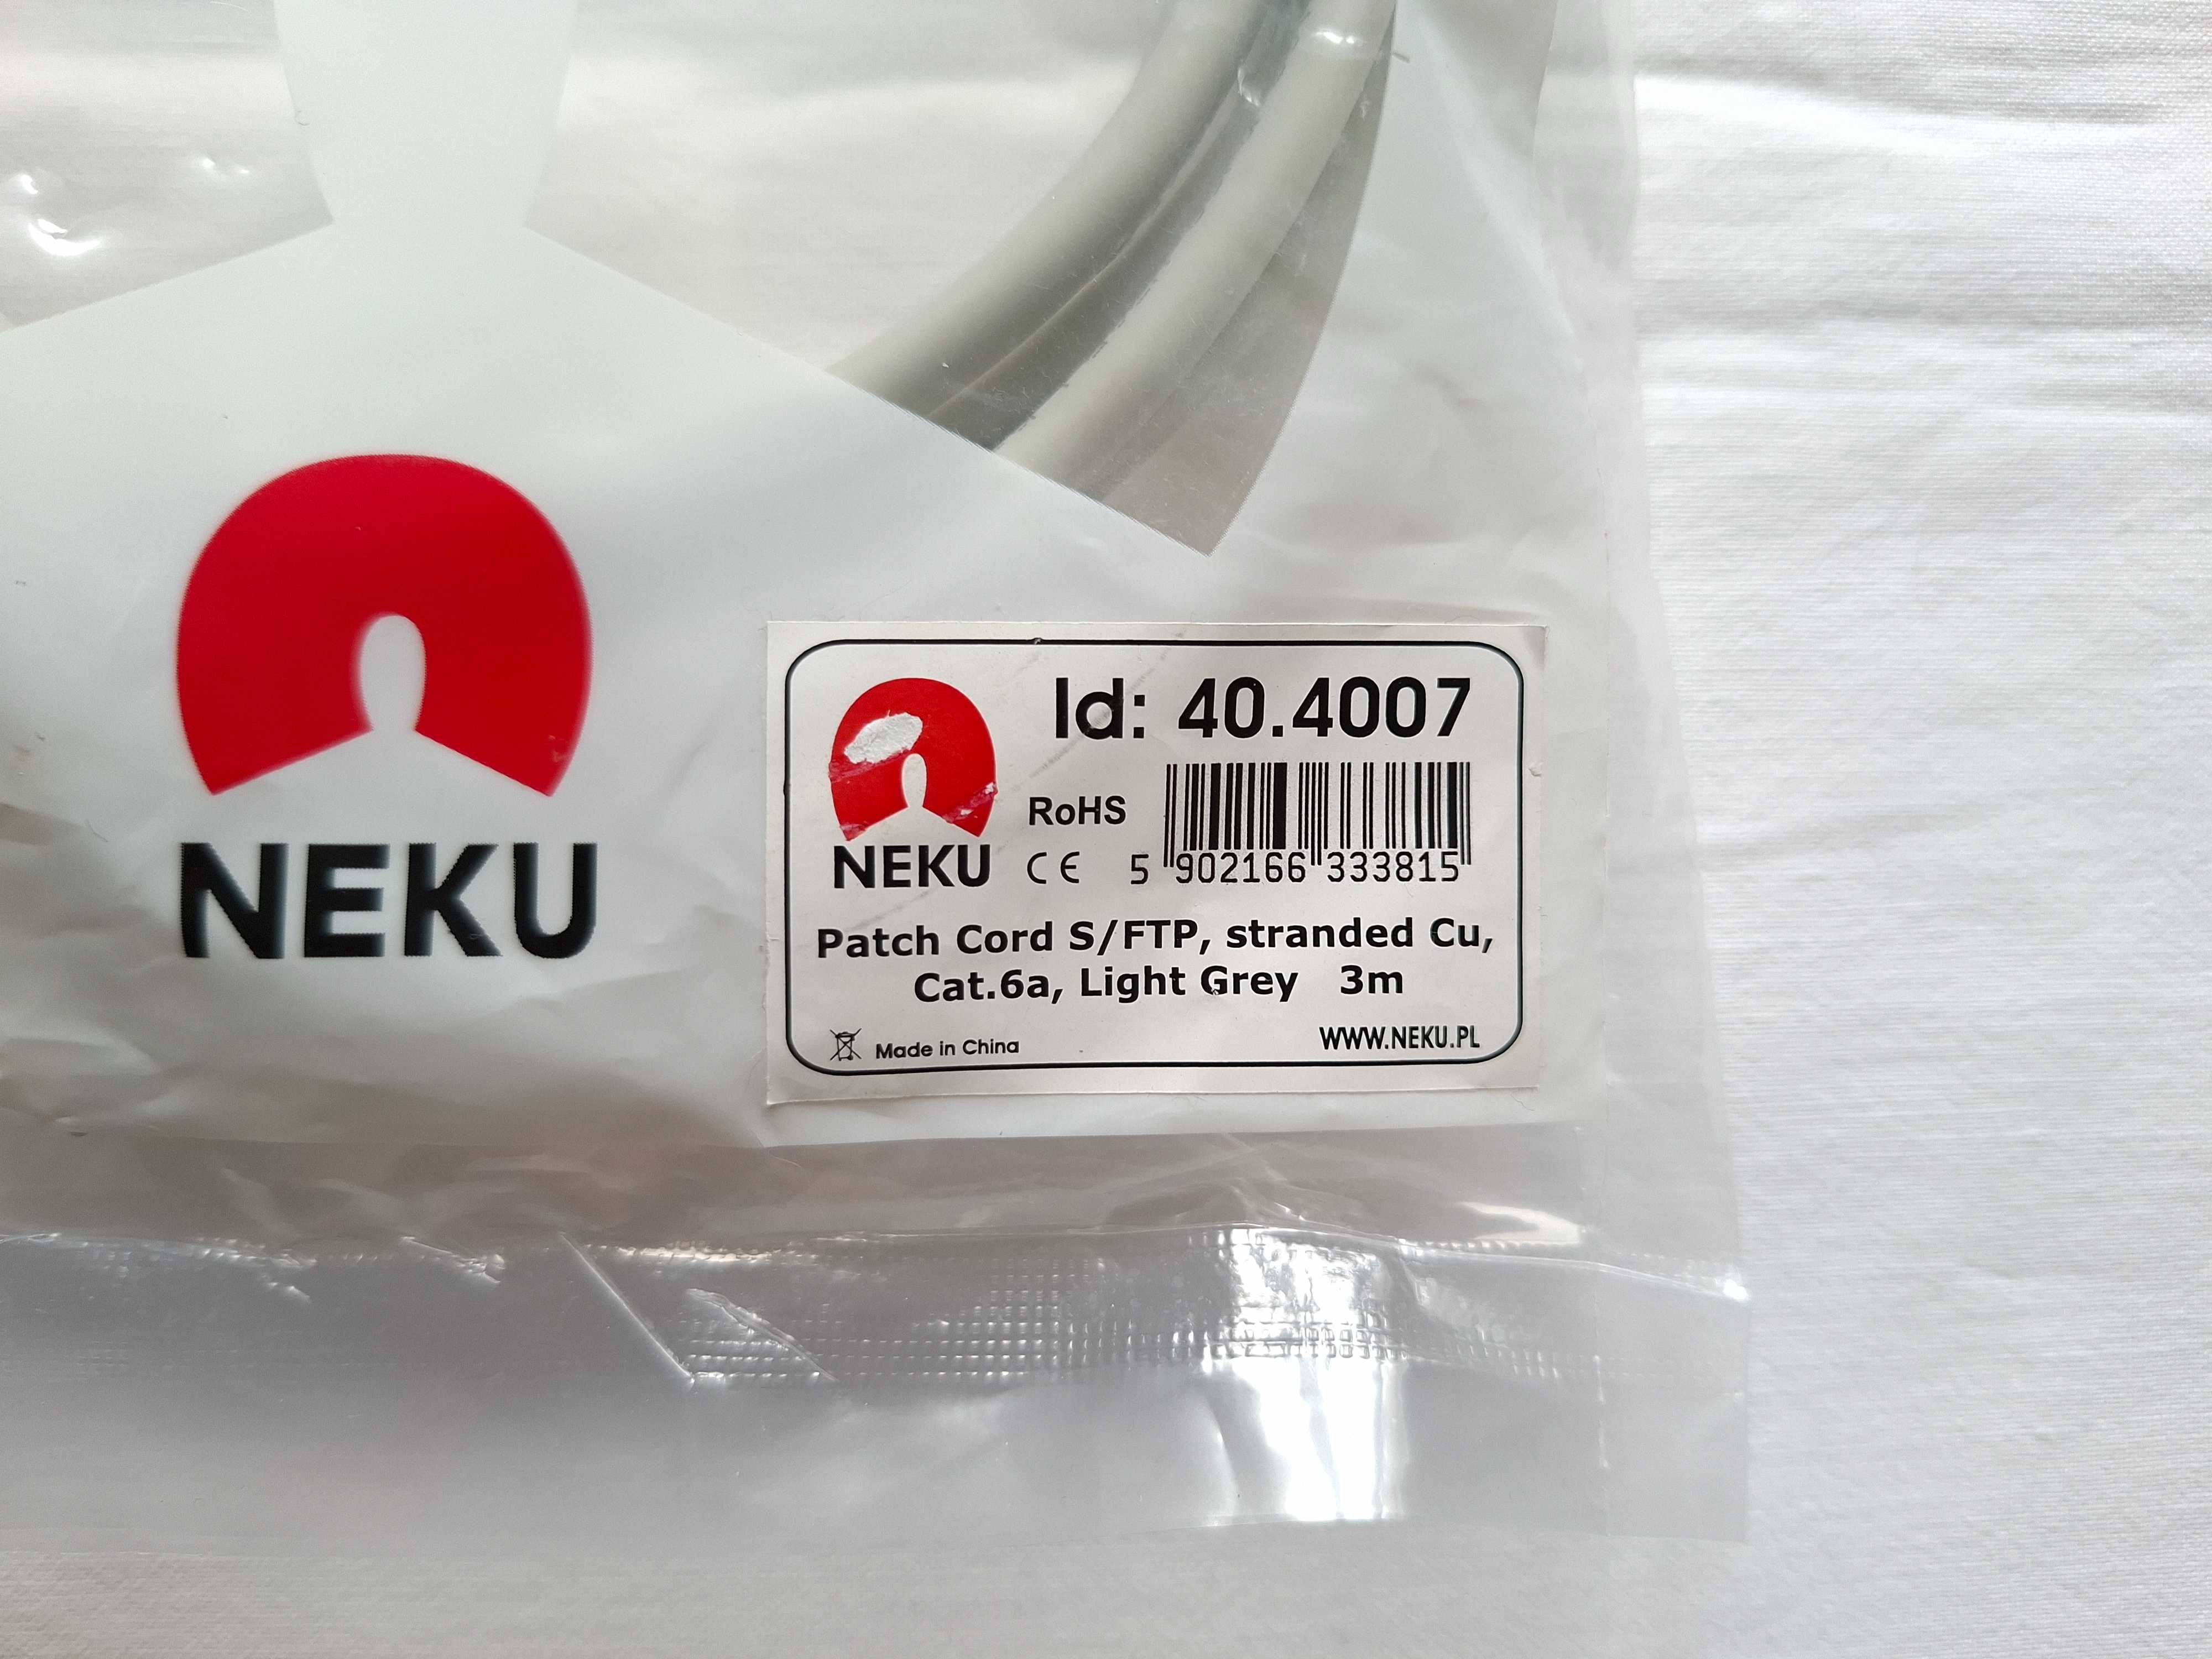 NEKU
Id: 40.4007
RoHS
NEKU
CE
5 902166 333815
Patch Cord S/FTP, stranded Cu,
Cat.6a, Light Grey 3m
Made in China
WWW.NEKU.PL